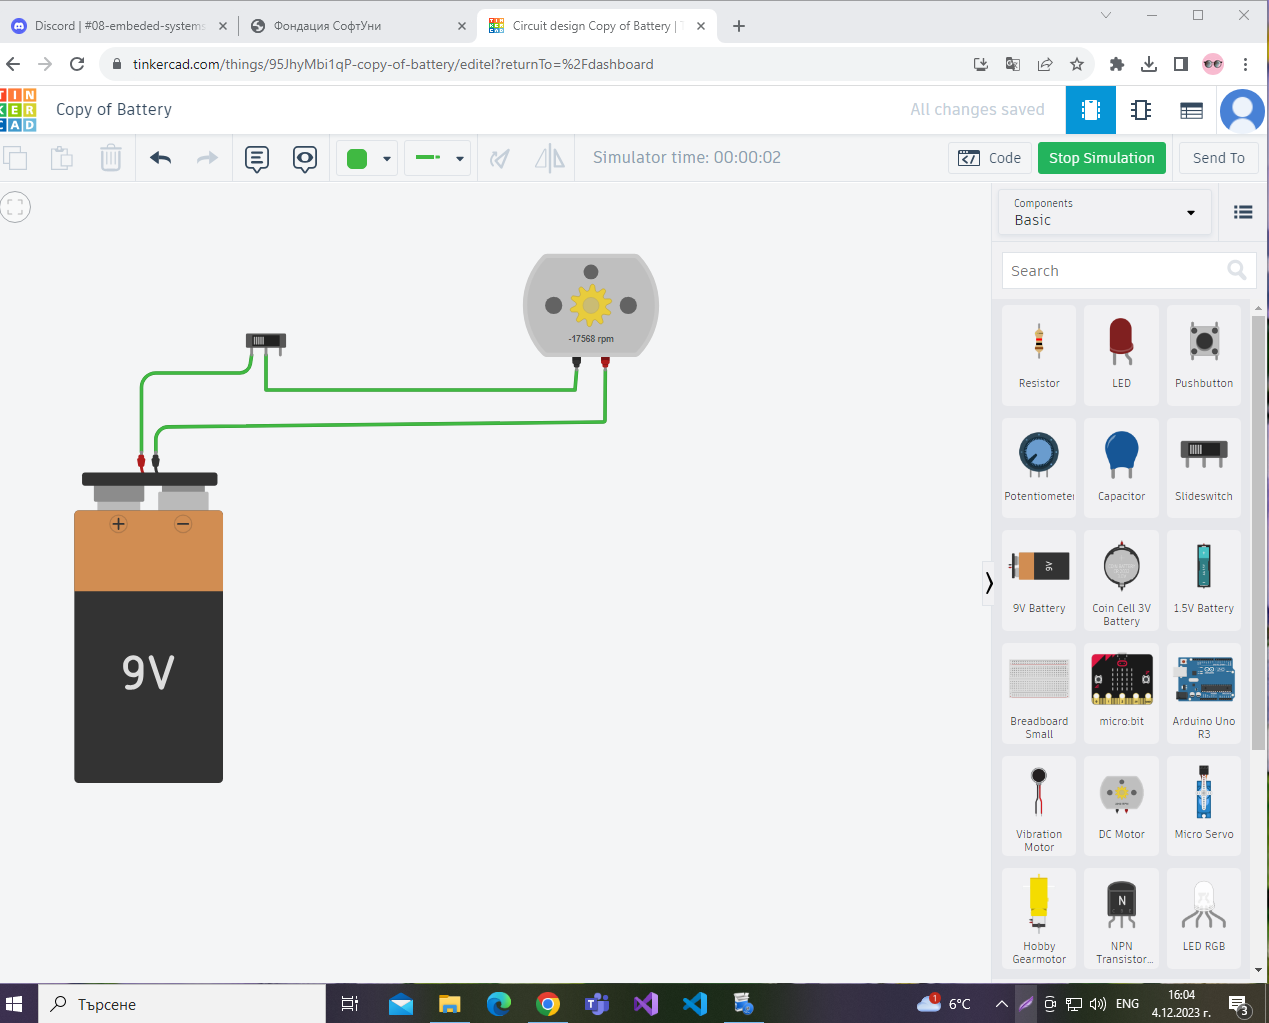 Discord | #08-embeded-systems
Фондация СофтУни
Circuit design Copy of Battery | T
tinkercad.com/things/95JhyMbi1qP-copy-of-battery/editel?returnTo=%2Fdashboard
TIN
KER
CAD
Copy of Battery
All changes saved
Simulator time: 00:00:02
Code
Stop Simulation
Send To
Components
Basic
Search
-17568 rpm
+
−
9V
Resistor
LED
Pushbutton
Potentiometer
Capacitor
Slideswitch
9V
9V Battery
Coin Cell 3V
Battery
1.5V Battery
Breadboard
Small
micro:bit
Arduino Uno
R3
Vibration
Motor
DC Motor
Micro Servo
Hobby
Gearmotor
N
NPN
Transistor...
LED RGB
Търсене
1
6°C
ENG
16:04
4.12.2023 г.
3